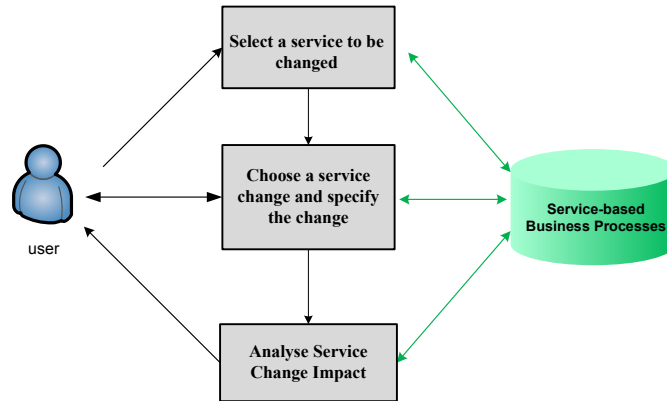 Select a service to be
changed
Choose a service
change and specify
the change
user
Service-based
Business Processes
Analyse Service
Change Impact